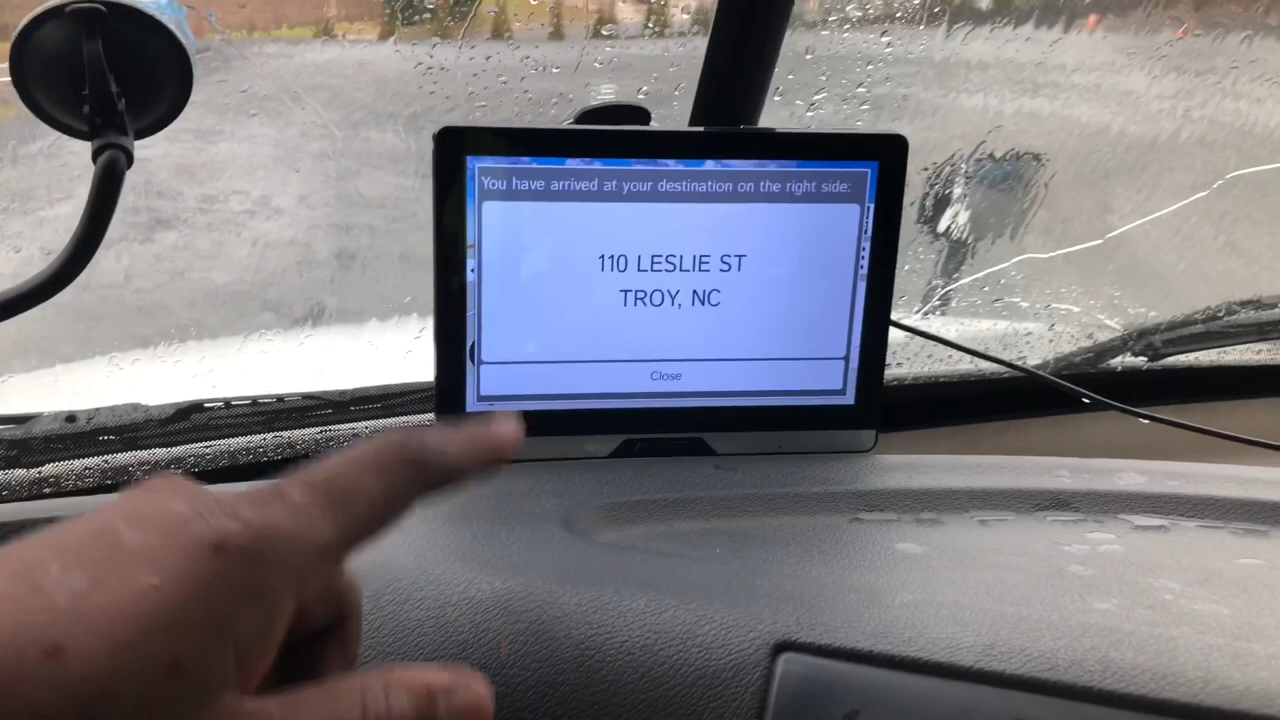 You have arrived at your destination on the right side:
110 LESLIE ST
TROY, NC
Close